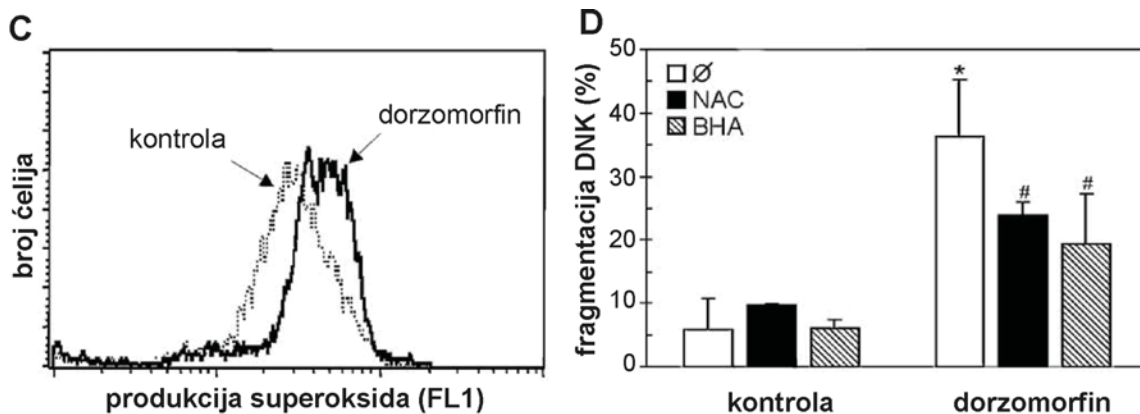 C
broj ćelija
kontrola
dorzomorfin
produkcija superoksida (FL1)
D
fragmentacija DNK (%)
50
40
30
20
10
0
Ø
NAC
BHA
*
#
#
kontrola
dorzomorfin